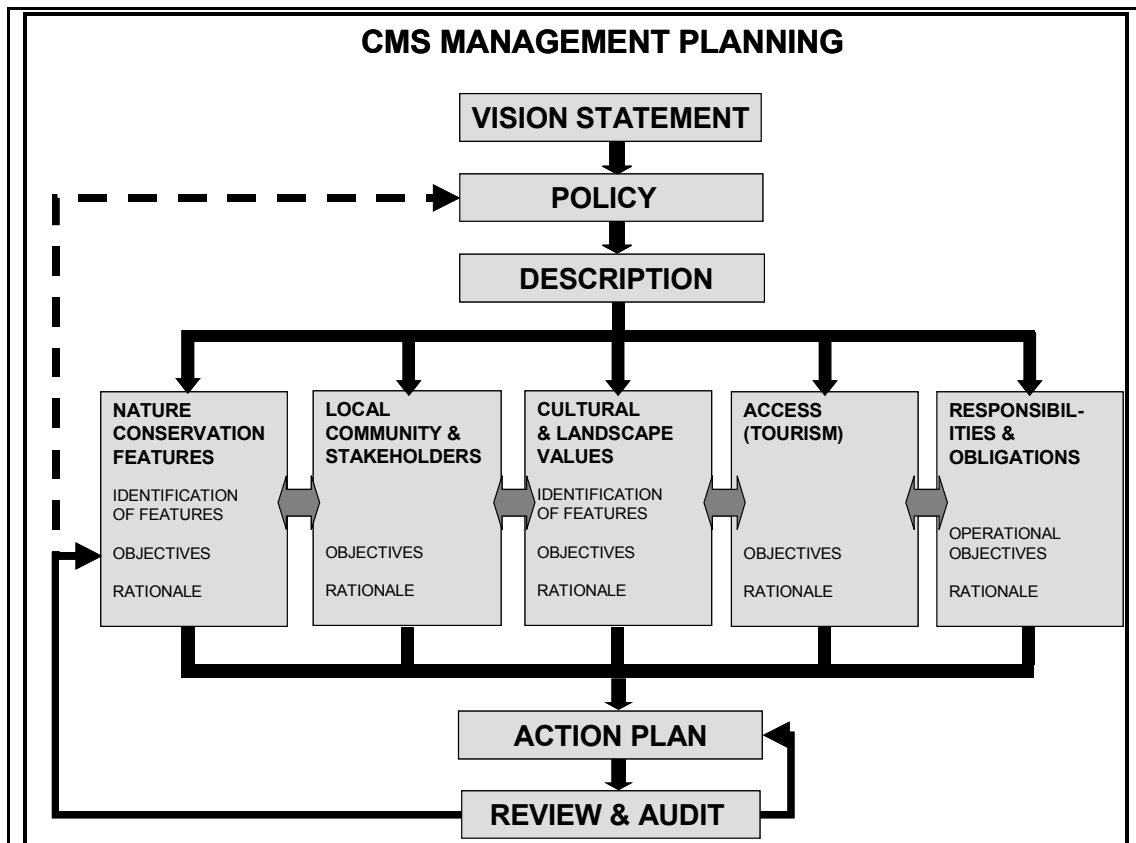 CMS MANAGEMENT PLANNING
VISION STATEMENT
POLICY
DESCRIPTION
NATURE
CONSERVATION
FEATURES
IDENTIFICATION
OF FEATURES
OBJECTIVES
RATIONALE
LOCAL
COMMUNITY &
STAKEHOLDERS
OBJECTIVES
RATIONALE
CULTURAL
& LANDSCAPE
VALUES
IDENTIFICATION
OF FEATURES
OBJECTIVES
RATIONALE
ACCESS
(TOURISM)
OBJECTIVES
RATIONALE
RESPONSIBIL-
ITIES &
OBLIGATIONS
OPERATIONAL
OBJECTIVES
RATIONALE
ACTION PLAN
REVIEW & AUDIT